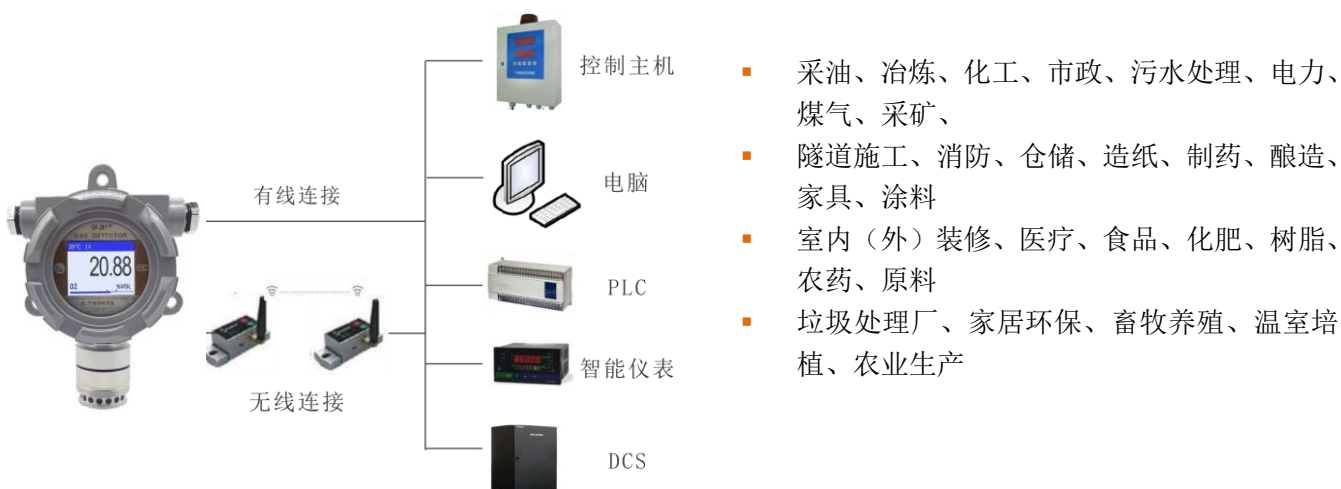 控制主机
电脑
有线连接
GAS DETECTOR
20.88
O2
%VOL
PLC
智能仪表
无线连接
DCS
▪ 采油、冶炼、化工、市政、污水处理、电力、
煤气、采矿、
▪ 隧道施工、消防、仓储、造纸、制药、酿造、
家具、涂料
▪ 室内（外）装修、医疗、食品、化肥、树脂、
农药、原料
▪ 垃圾处理厂、家居环保、畜牧养殖、温室培
植、农业生产